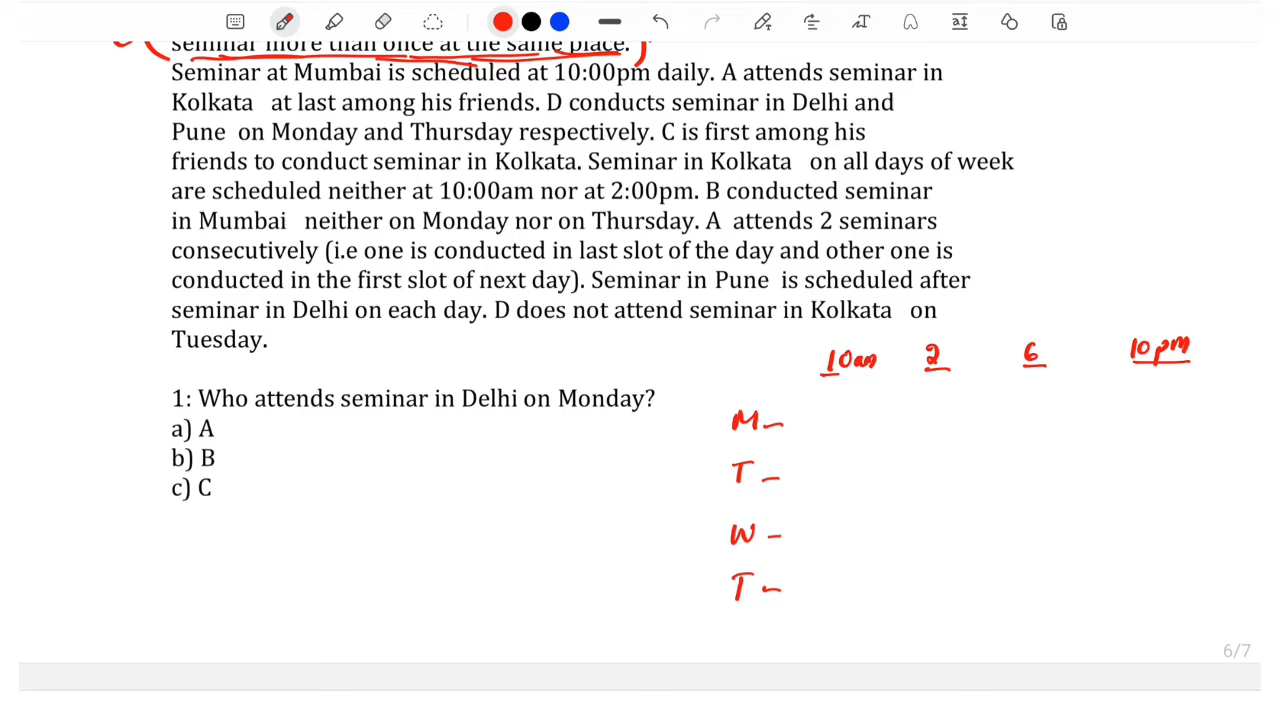 seminar more than once at the same place.
Seminar at Mumbai is scheduled at 10:00pm daily. A attends seminar in
Kolkata at last among his friends. D conducts seminar in Delhi and
Pune on Monday and Thursday respectively. C is first among his
friends to conduct seminar in Kolkata. Seminar in Kolkata on all days of week
are scheduled neither at 10:00am nor at 2:00pm. B conducted seminar
in Mumbai neither on Monday nor on Thursday. A attends 2 seminars
consecutively (i.e one is conducted in last slot of the day and other one is
conducted in the first slot of next day). Seminar in Pune is scheduled after
seminar in Delhi on each day. D does not attend seminar in Kolkata on
Tuesday.
10am 2 6 10pm
1: Who attends seminar in Delhi on Monday?
a) A
M-
b) B
T-
c) C
W-
T-
6/7